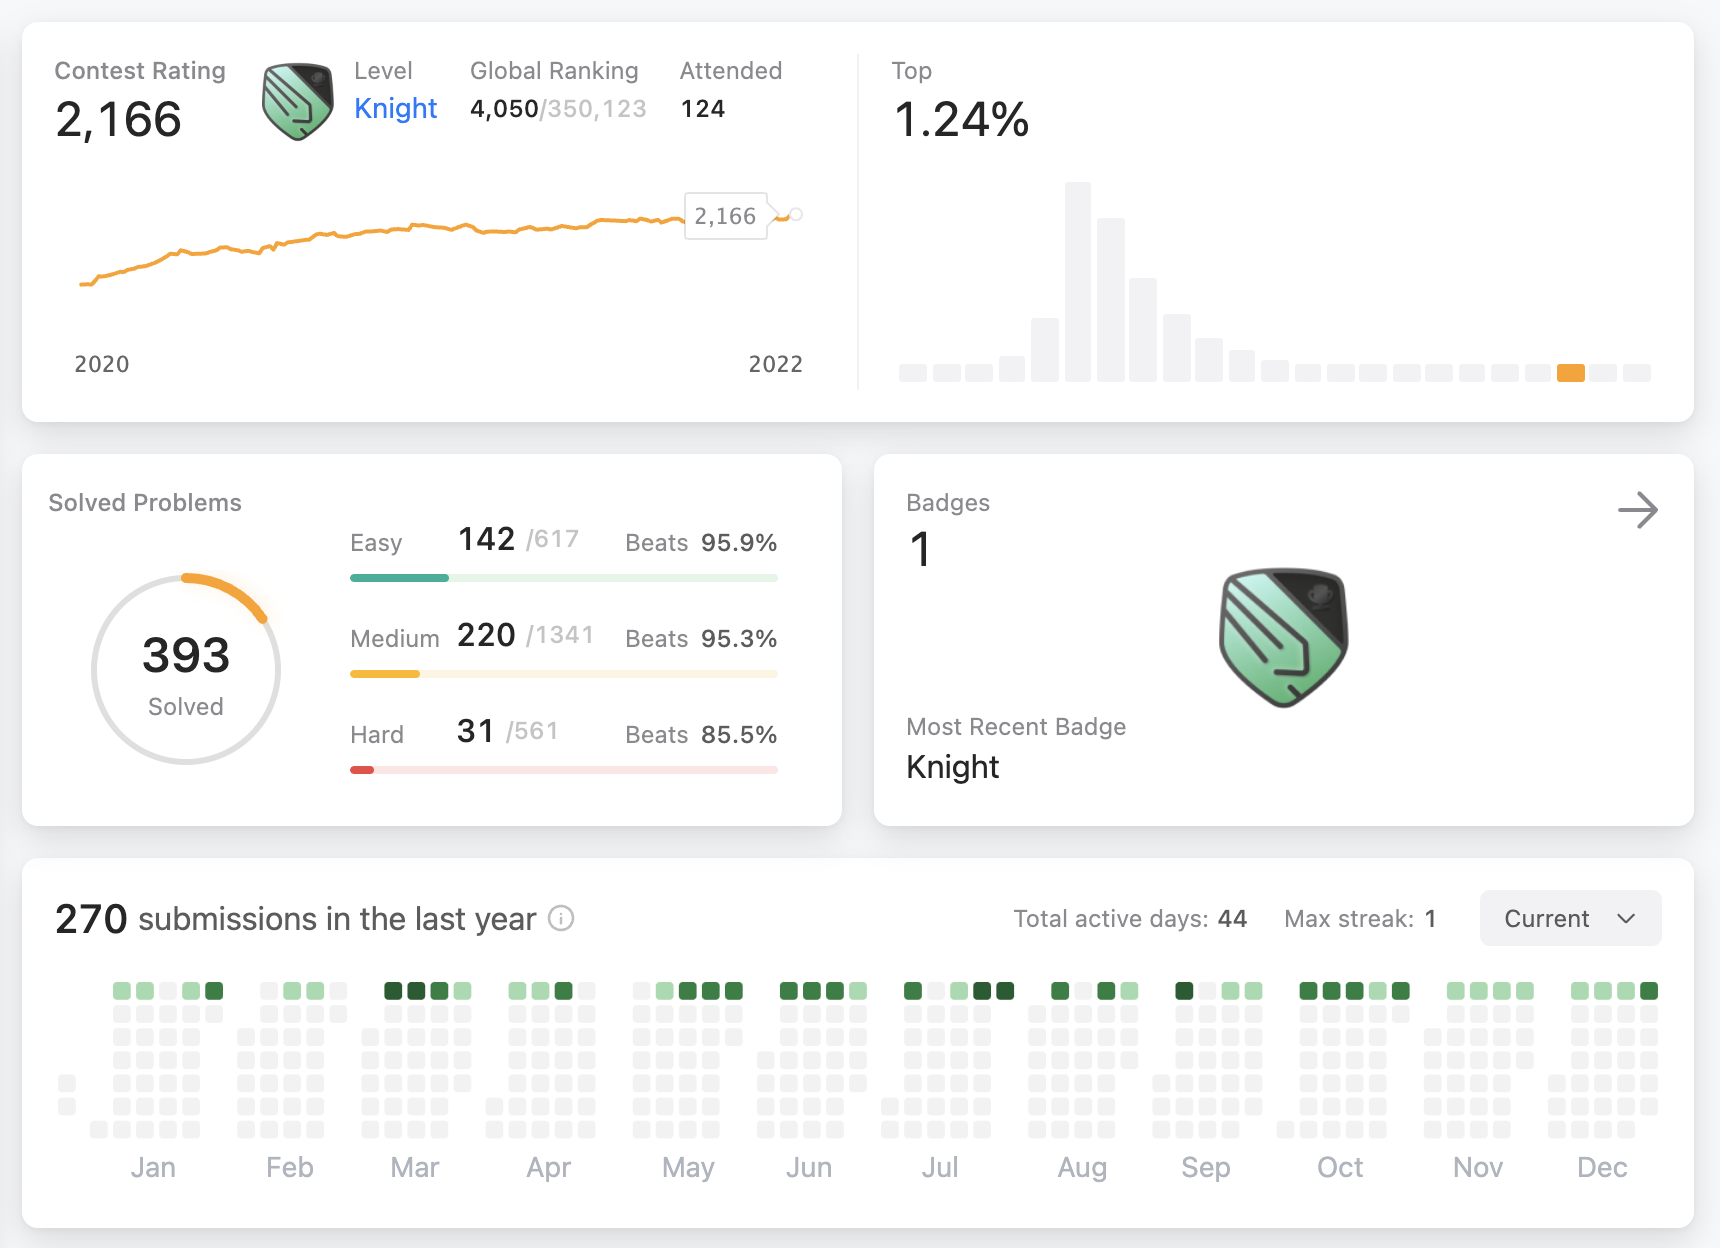 Contest Rating
2,166
Level
Knight
Global Ranking
4,050/350,123
Attended
124
Top
1.24%
2,166
2020
2022
Solved Problems
393
Solved
Easy 142 /617 Beats 95.9%
Medium 220 /1341 Beats 95.3%
Hard 31 /561 Beats 85.5%
Badges
1
Most Recent Badge
Knight
270 submissions in the last year
Total active days: 44 Max streak: 1
Current
Jan Feb Mar Apr May Jun Jul Aug Sep Oct Nov Dec